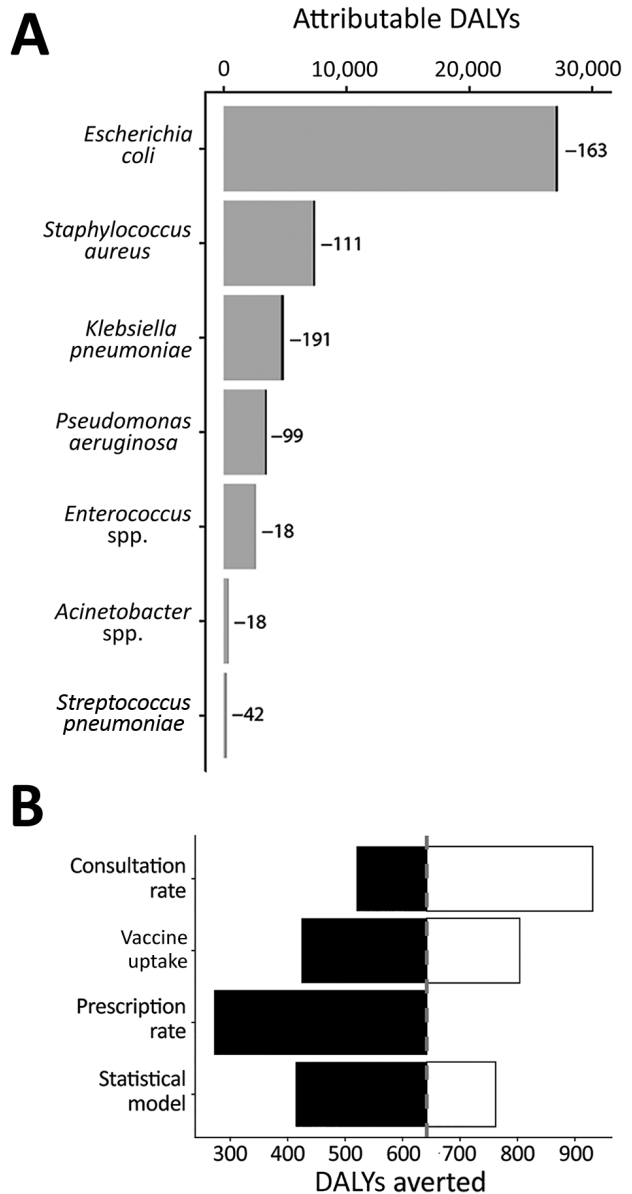 A
Attributable DALYs
0 10,000 20,000 30,000
Escherichia
coli
−163
Staphylococcus
aureus
−111
Klebsiella
pneumoniae
−191
Pseudomonas
aeruginosa
−99
Enterococcus
spp.
−18
Acinetobacter
spp.
−18
Streptococcus
pneumoniae
−42
B
Consultation
rate
Vaccine
uptake
Prescription
rate
Statistical
model
300 400 500 600 700 800 900
DALYs averted